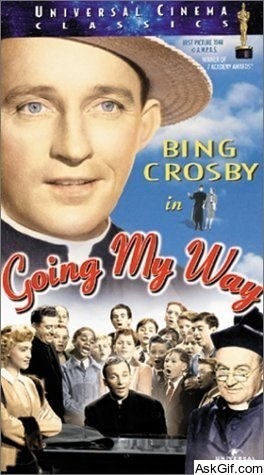 UNIVERSAL CINEMA
CLASSICS
BEST PICTURE 1944
© A.M.P.A.S.
WINNER OF
7 ACADEMY AWARDS
BING
CROSBY
in
Going My Way
UNIVERSAL
AskGif.com